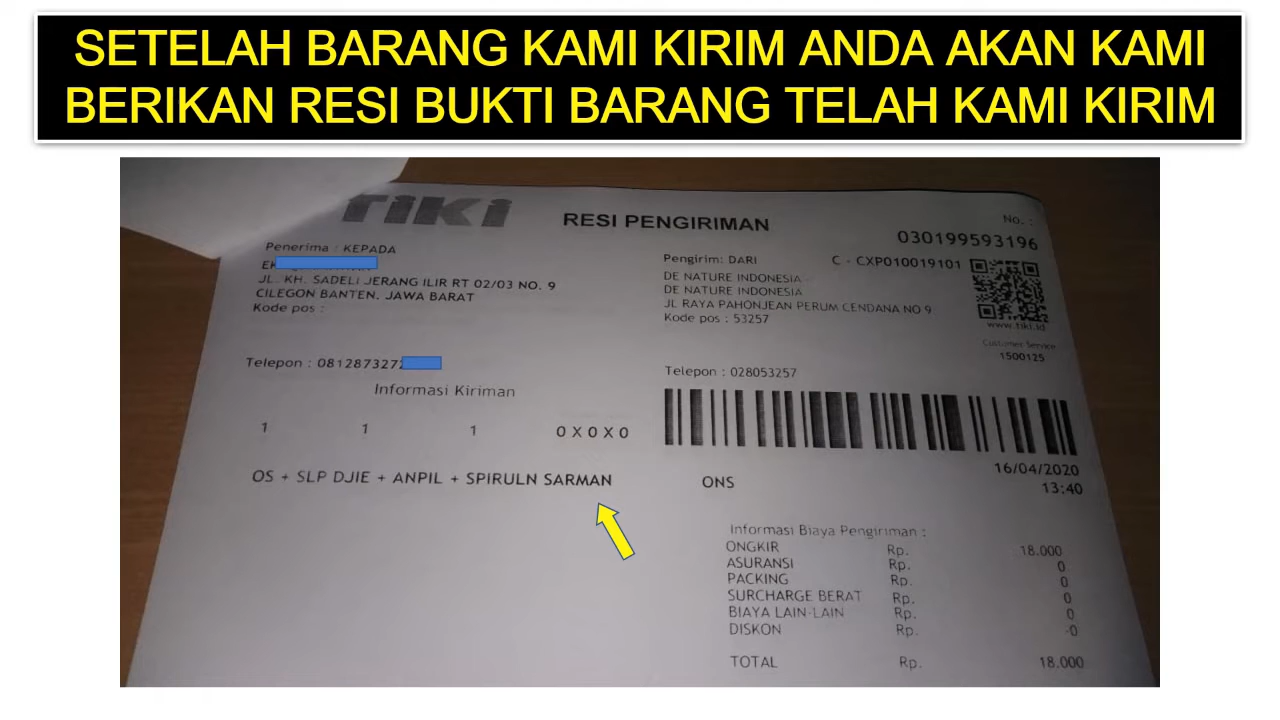 SETELAH BARANG KAMI KIRIM ANDA AKAN KAMI
BERIKAN RESI BUKTI BARANG TELAH KAMI KIRIM
TIKI
RESI PENGIRIMAN
No. :
030199593196
Penerima : KEPADA
JL. KH. SADELI JERANG ILIR RT 02/03 NO. 9
CILEGON BANTEN, JAWA BARAT
Kode pos :
Telepon : 081287327
Pengirim: DARI
C - CXP010019101
DE NATURE INDONESIA -
DE NATURE INDONESIA
JL RAYA PAHONJEAN PERUM CENDANA NO 9
Kode pos : 53257
www.tiki.id
Customer Service
1500125
Telepon : 028053257
Informasi Kiriman
1 1 1 0 X 0 X 0
OS + SLP DJIE + ANPIL + SPIRULN SARMAN
16/04/2020
13:40
ONS
Informasi Biaya Pengiriman :
ONGKIR Rp. 18.000
ASURANSI Rp. 0
PACKING Rp. 0
SURCHARGE BERAT Rp. 0
BIAYA LAIN-LAIN Rp. 0
DISKON Rp. -0
TOTAL Rp. 18.000